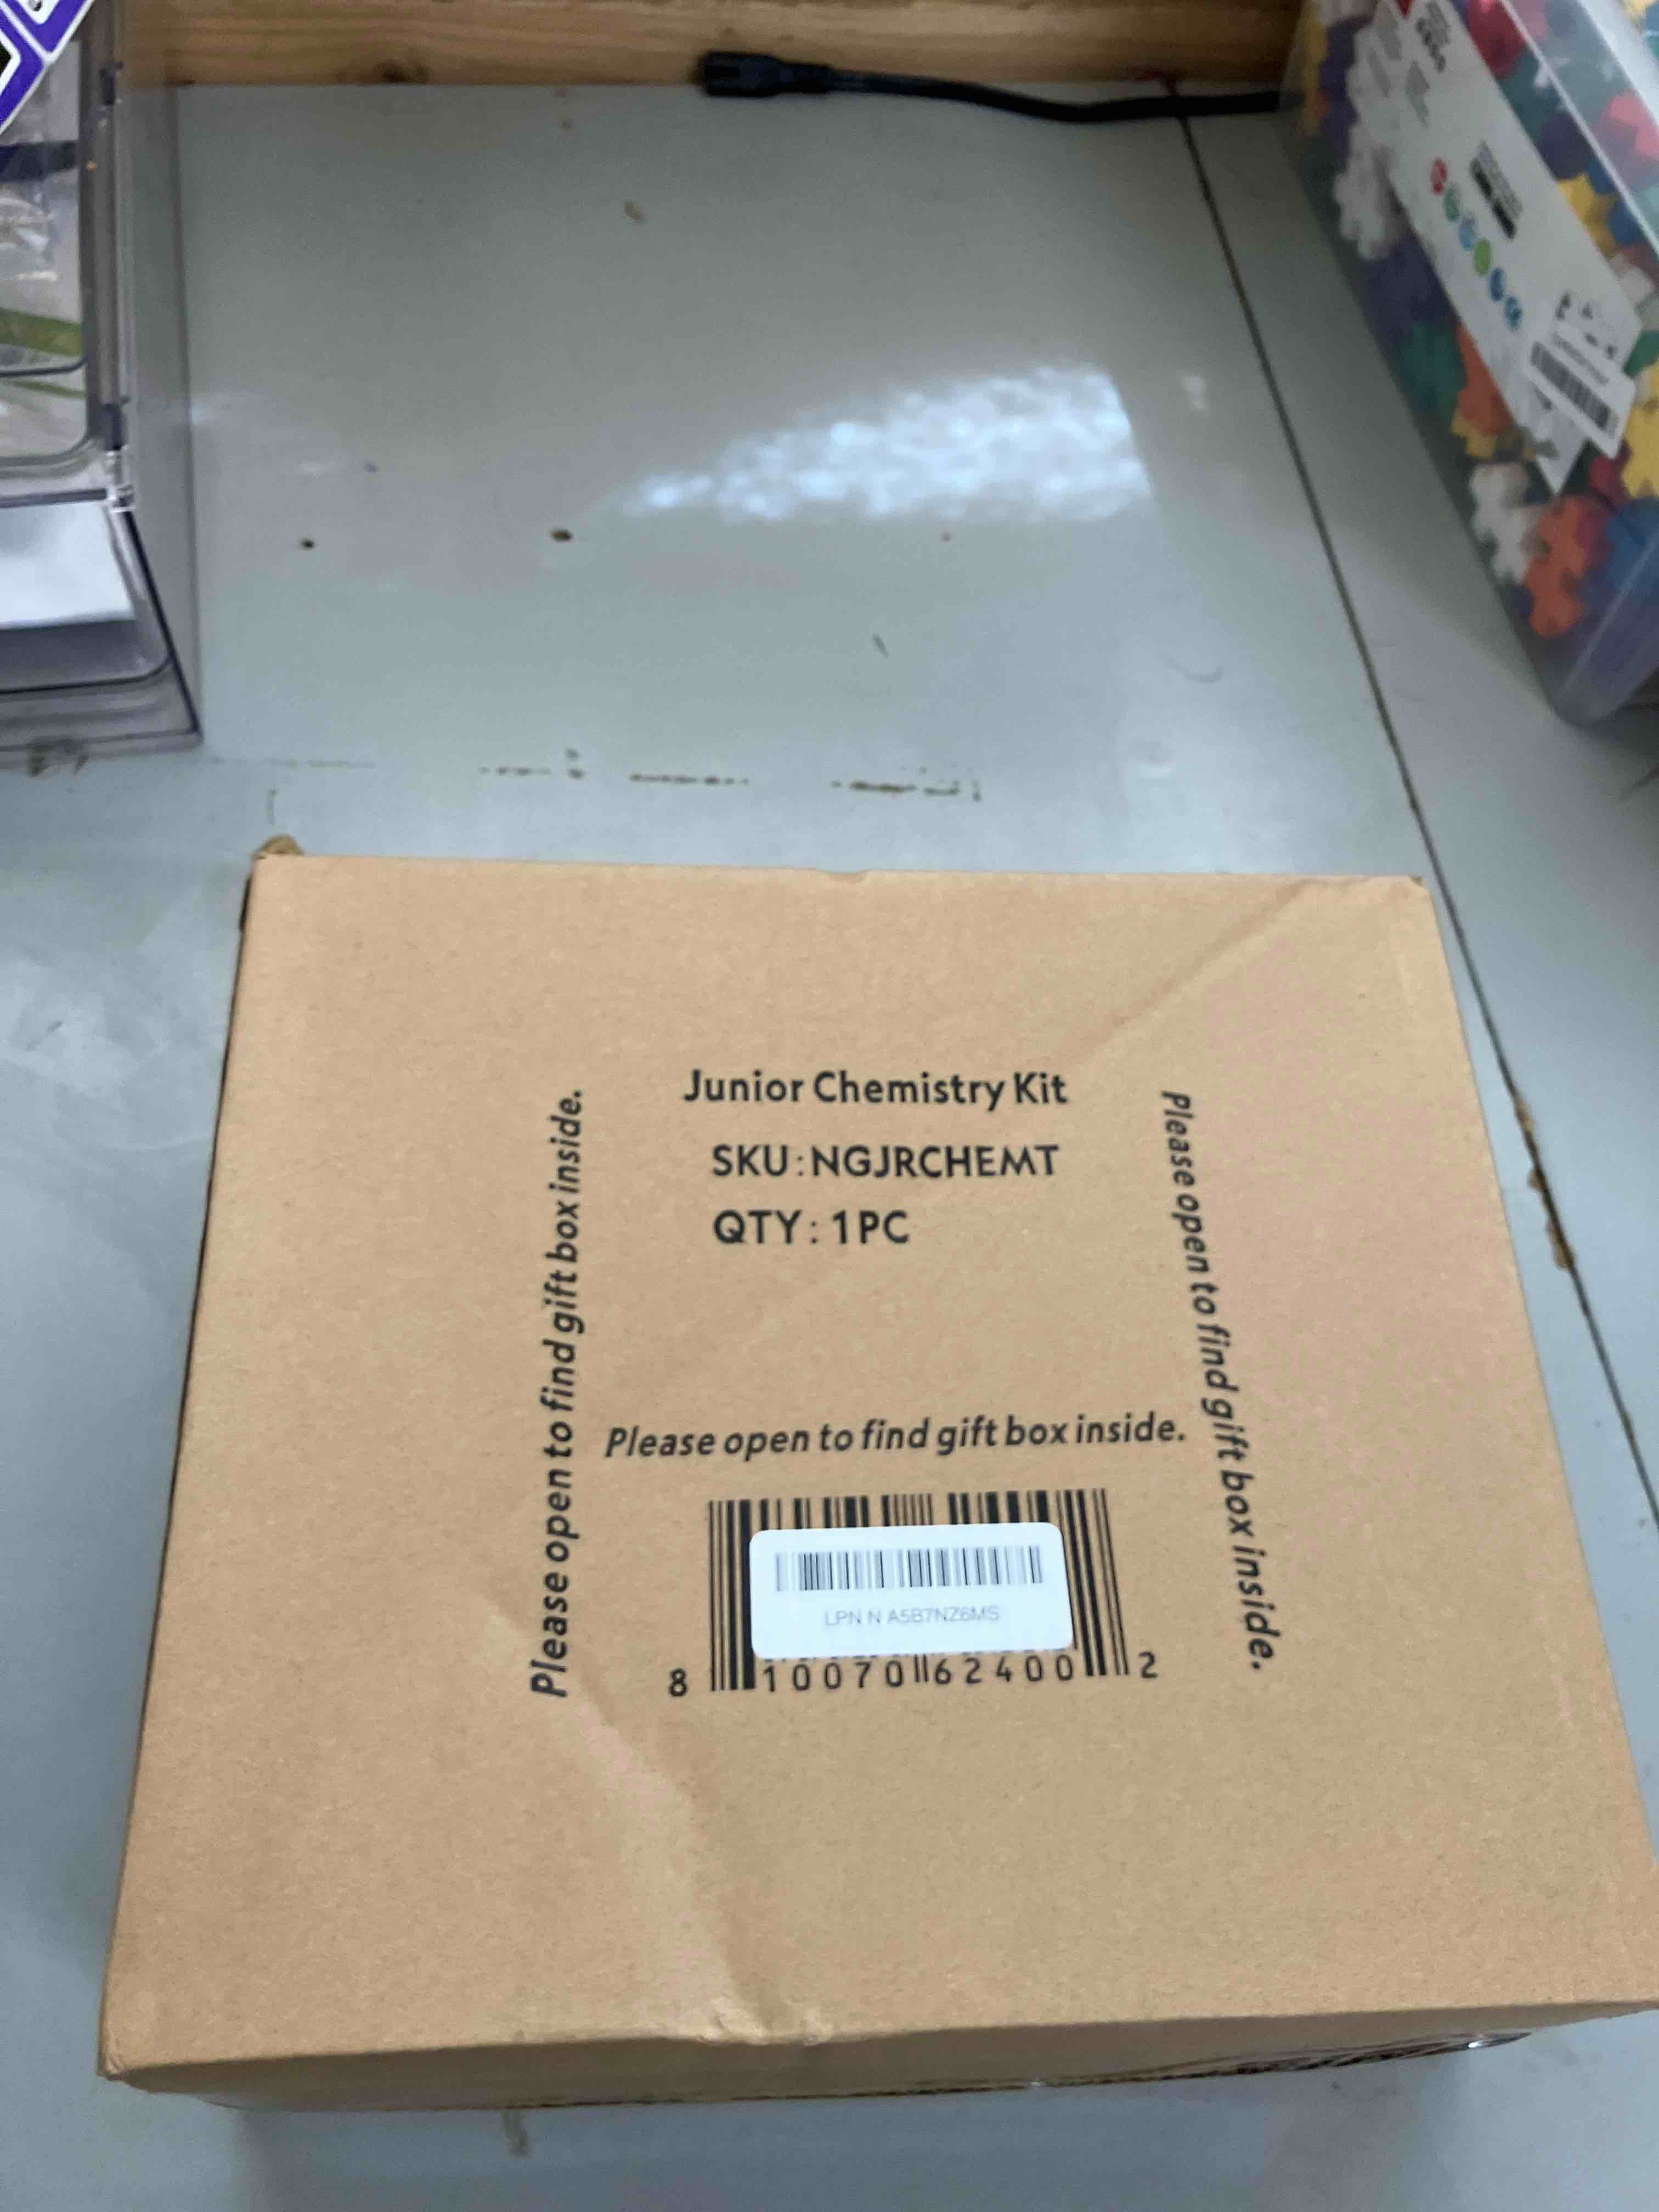 Junior Chemistry Kit
SKU:NGJRCHEMT
QTY: 1PC
Please open to find gift box inside.
Please open to find gift box inside.
Please open to find gift box inside.
LPN N A5B7NZ6MS
8 10070 62400 2